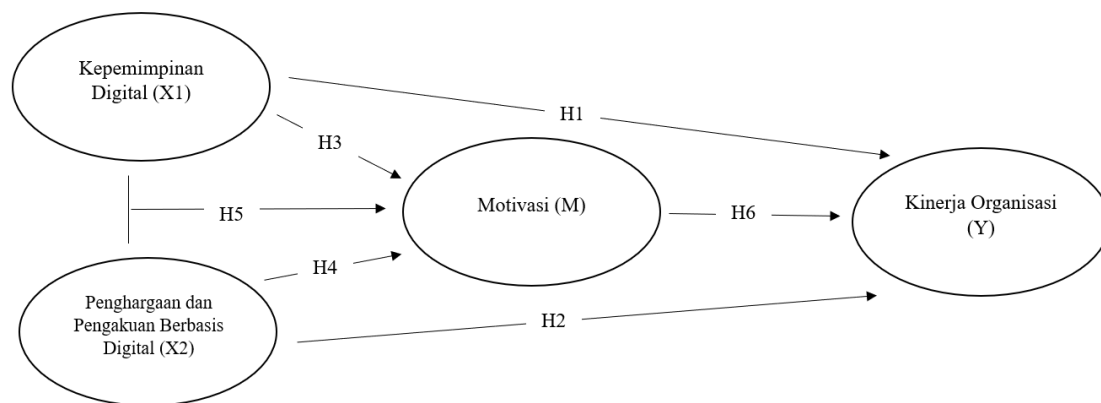 Kepemimpinan
Digital (X1)
H1
H3
Motivasi (M)
Kinerja Organisasi
(Y)
H5
H6
H4
Penghargaan dan
Pengakuan Berbasis
Digital (X2)
H2